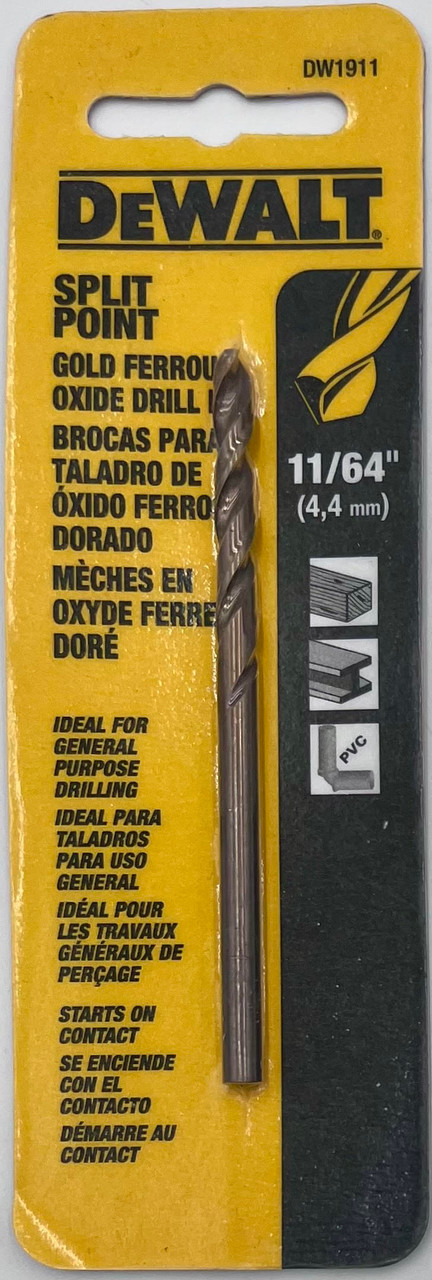 DW1911
DEWALT®
SPLIT
POINT
GOLD FERROU
OXIDE DRILL
BROCAS PARA
TALADRO DE
ÓXIDO FERRO
DORADO
MÈCHES EN
OXYDE FERRE
DORÉ
11/64"
(4,4 mm)
PVC
IDEAL FOR
GENERAL
PURPOSE
DRILLING
IDEAL PARA
TALADROS
PARA USO
GENERAL
IDÉAL POUR
LES TRAVAUX
GÉNÉRAUX DE
PERÇAGE
STARTS ON
CONTACT
SE ENCIENDE
CON EL
CONTACTO
DÉMARRE AU
CONTACT